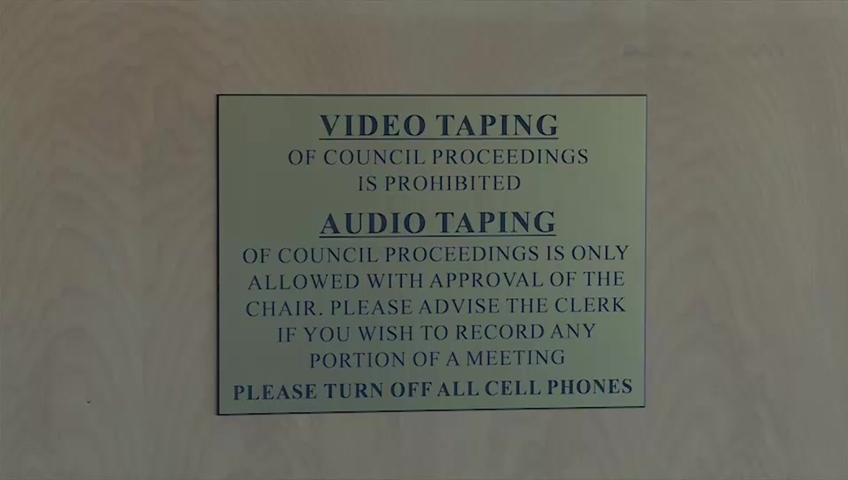 VIDEO TAPING
OF COUNCIL PROCEEDINGS
IS PROHIBITED
AUDIO TAPING
OF COUNCIL PROCEEDINGS IS ONLY
ALLOWED WITH APPROVAL OF THE
CHAIR. PLEASE ADVISE THE CLERK
IF YOU WISH TO RECORD ANY
PORTION OF A MEETING
PLEASE TURN OFF ALL CELL PHONES